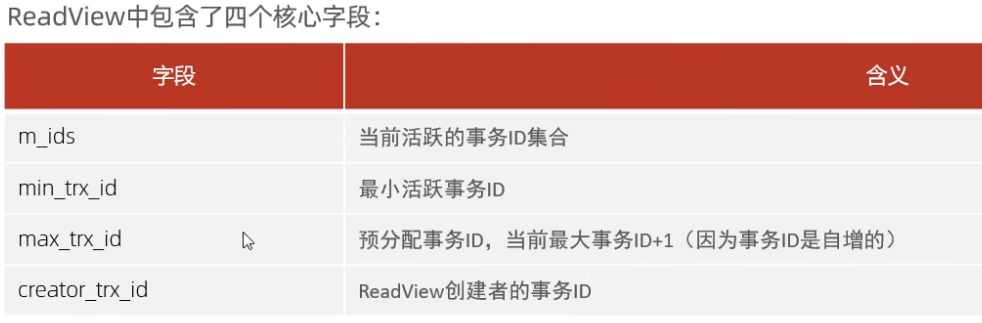 ReadView中包含了四个核心字段：
字段 含义
m_ids 当前活跃的事务ID集合
min_trx_id 最小活跃事务ID
max_trx_id 预分配事务ID，当前最大事务ID+1（因为事务ID是自增的）
creator_trx_id ReadView创建者的事务ID